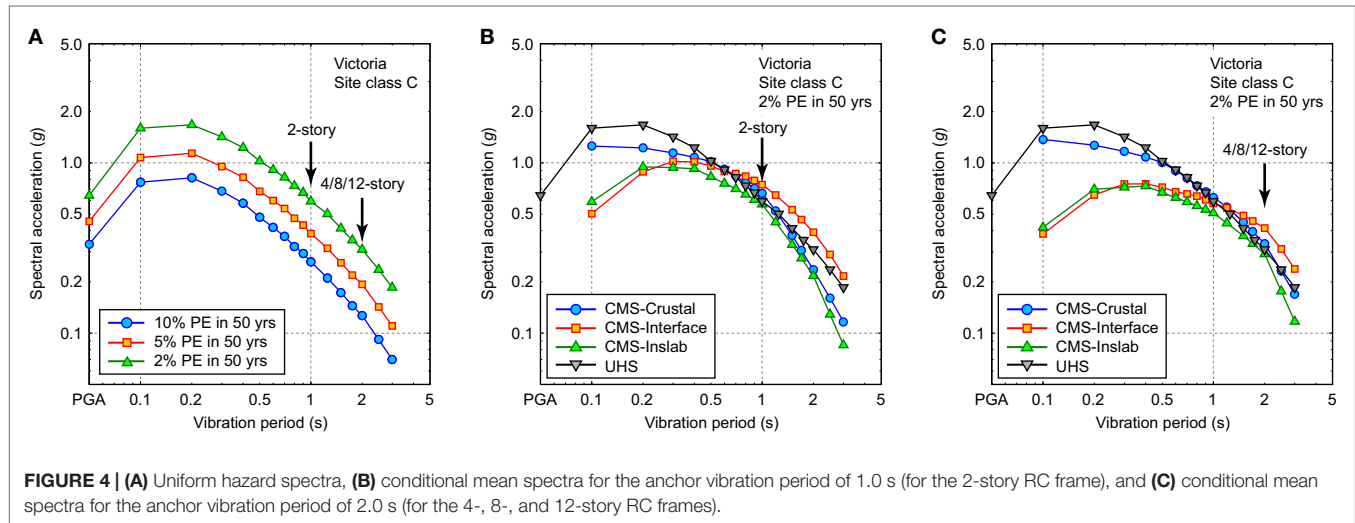 A
Spectral acceleration (g)
5.0
2.0
1.0
0.5
0.2
0.1
Victoria
Site class C
2-story
4/8/12-story
10% PE in 50 yrs
5% PE in 50 yrs
2% PE in 50 yrs
PGA 0.1 0.2 0.5 1 2 5
Vibration period (s)
B
Spectral acceleration (g)
5.0
2.0
1.0
0.5
0.2
0.1
Victoria
Site class C
2% PE in 50 yrs
2-story
CMS-Crustal
CMS-Interface
CMS-Inslab
UHS
PGA 0.1 0.2 0.5 1 2 5
Vibration period (s)
C
Spectral acceleration (g)
5.0
2.0
1.0
0.5
0.2
0.1
Victoria
Site class C
2% PE in 50 yrs
4/8/12-story
CMS-Crustal
CMS-Interface
CMS-Inslab
UHS
PGA 0.1 0.2 0.5 1 2 5
Vibration period (s)
FIGURE 4 | (A) Uniform hazard spectra, (B) conditional mean spectra for the anchor vibration period of 1.0 s (for the 2-story RC frame), and (C) conditional mean
spectra for the anchor vibration period of 2.0 s (for the 4-, 8-, and 12-story RC frames).